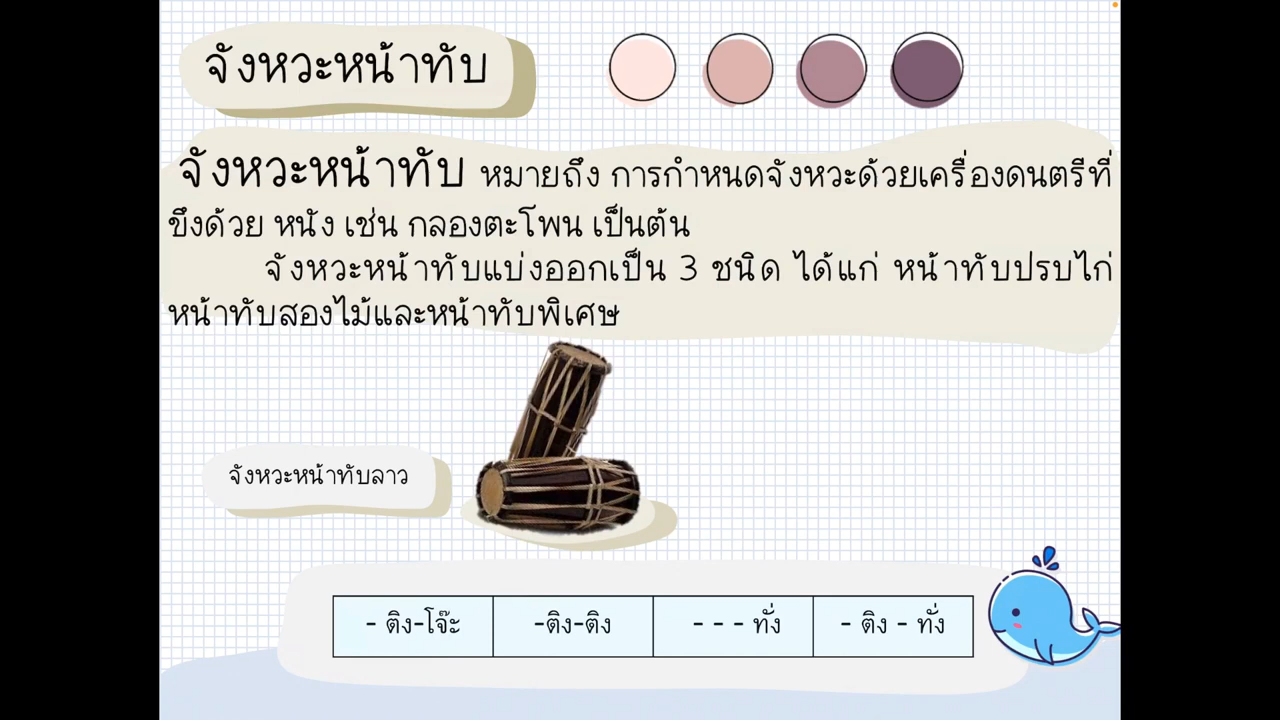 จังหวะหน้าทับ
จังหวะหน้าทับ หมายถึง การกำหนดจังหวะด้วยเครื่องดนตรีที่
ขึงด้วย หนัง เช่น กลองตะโพน เป็นต้น
จังหวะหน้าทับแบ่งออกเป็น 3 ชนิด ได้แก่ หน้าทับปรบไก่
หน้าทับสองไม้และหน้าทับพิเศษ
จังหวะหน้าทับลาว
- ติง-โจ๊ะ -ติง-ติง - - - ทั่ง - ติง - ทั่ง